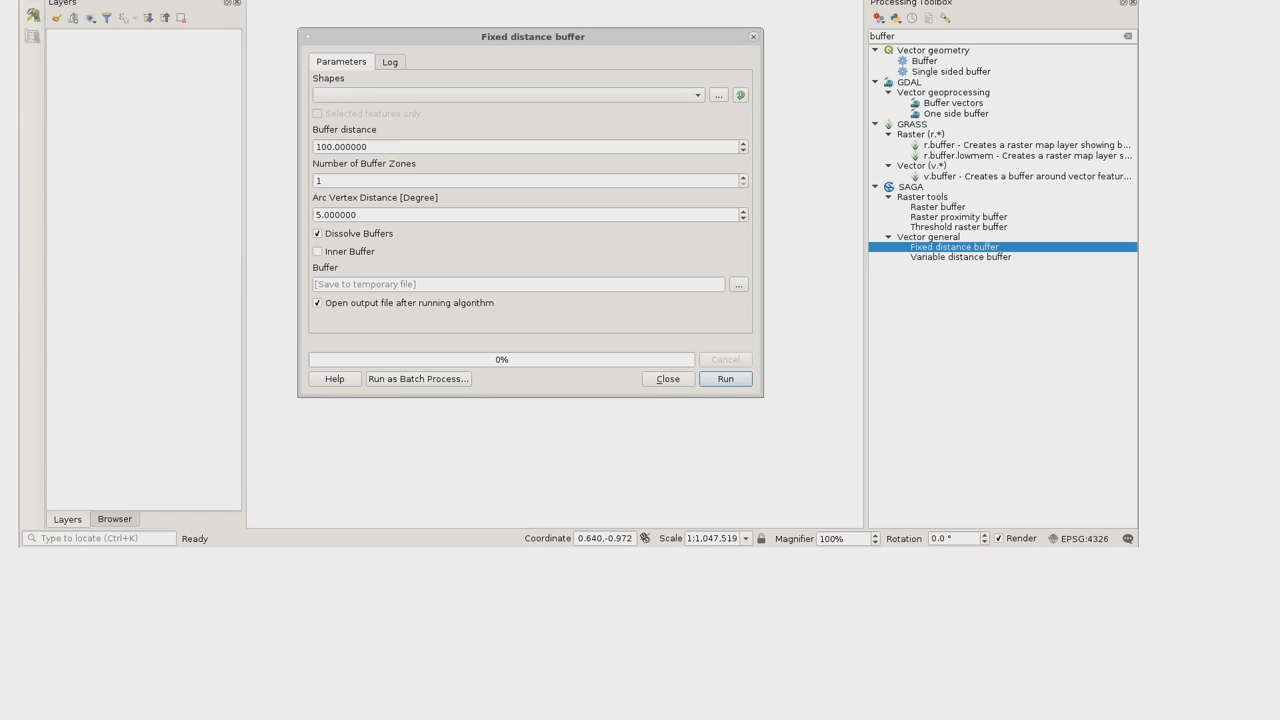 Layers
Processing Toolbox
Fixed distance buffer
Parameters
Log
Shapes
...
Selected features only
Buffer distance
100.000000
Number of Buffer Zones
1
Arc Vertex Distance [Degree]
5.000000
Dissolve Buffers
Inner Buffer
Buffer
[Save to temporary file]
...
Open output file after running algorithm
0%
Cancel
Help
Run as Batch Process...
Close
Run
buffer
Vector geometry
Buffer
Single sided buffer
GDAL
Vector geoprocessing
Buffer vectors
One side buffer
GRASS
Raster (r.*)
r.buffer - Creates a raster map layer showing b...
r.buffer.lowmem - Creates a raster map layer s...
Vector (v.*)
v.buffer - Creates a buffer around vector featur...
SAGA
Raster tools
Raster buffer
Raster proximity buffer
Threshold raster buffer
Vector general
Fixed distance buffer
Variable distance buffer
Layers
Browser
Type to locate (Ctrl+K)
Ready
Coordinate
0.640,-0.972
Scale
1:1,047,519
Magnifier
100%
Rotation
0.0 °
Render
EPSG:4326